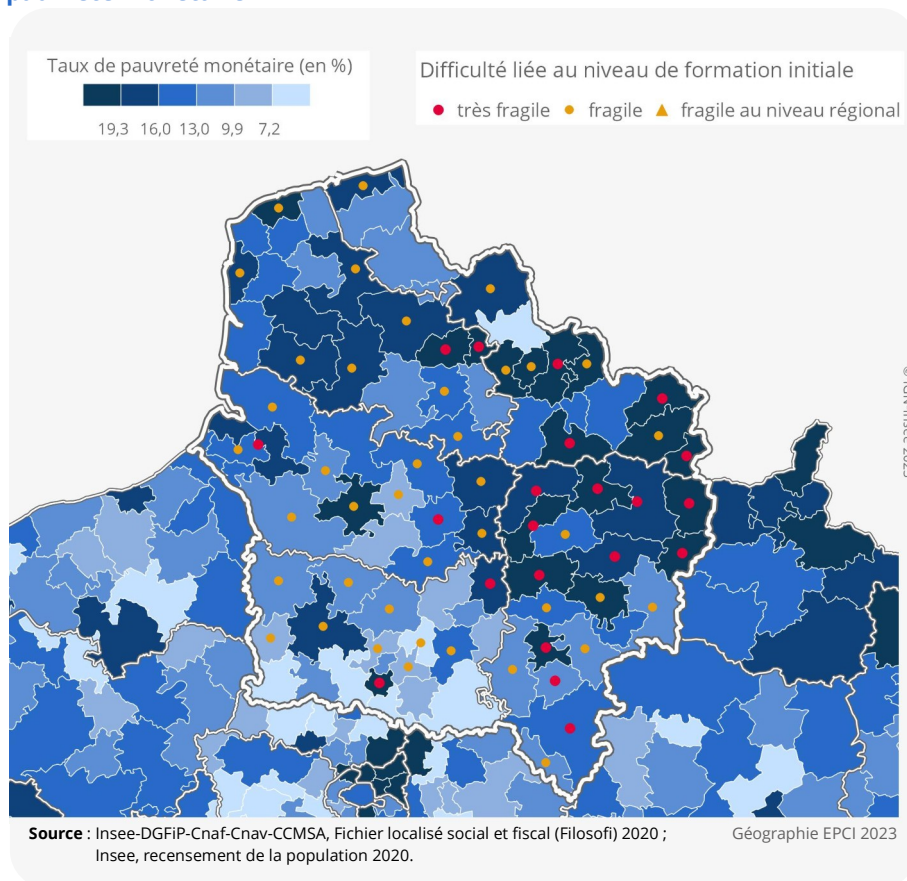 Taux de pauvreté monétaire (en %)
19,3 16,0 13,0 9,9 7,2
Difficulté liée au niveau de formation initiale
très fragile fragile fragile au niveau régional
Source : Insee-DGFiP-Cnaf-Cnav-CCMSA, Fichier localisé social et fiscal (Filosofi) 2020 ;
Insee, recensement de la population 2020.
Géographie EPCI 2023